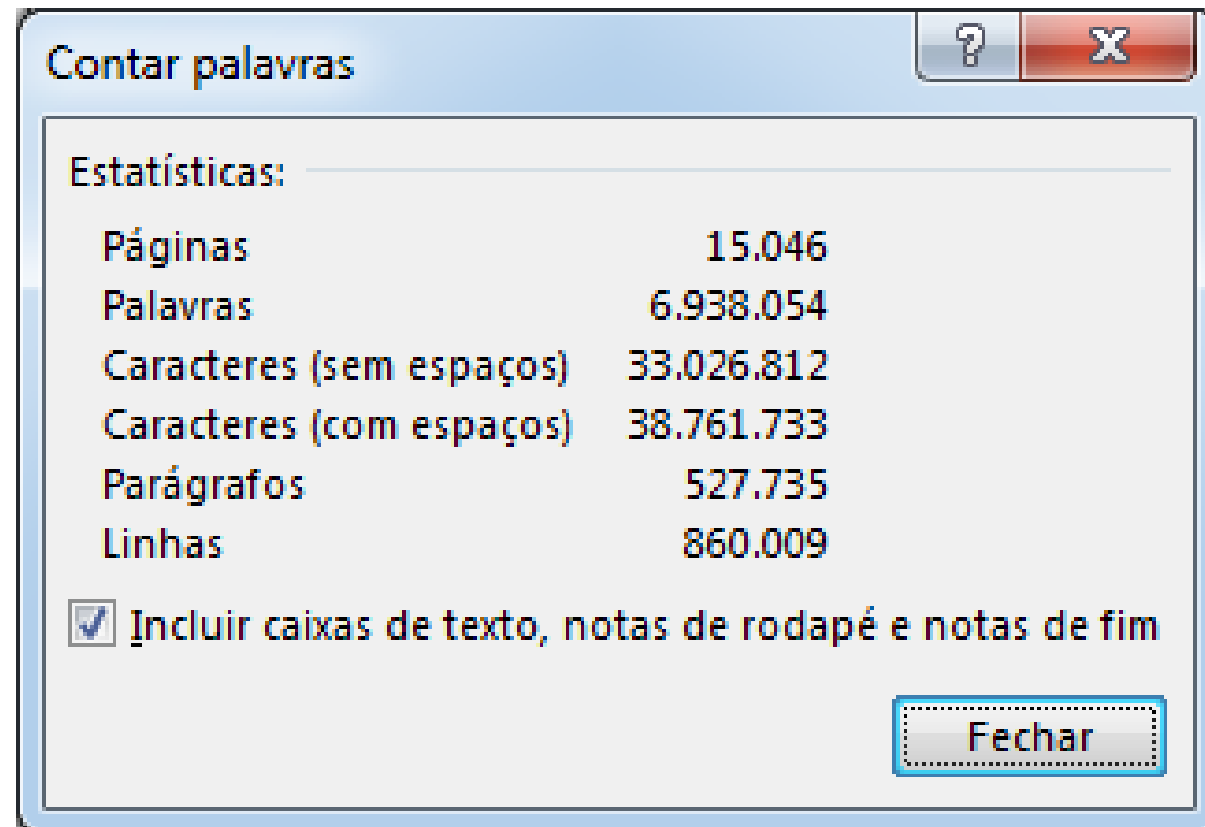 Contar palavras
Estatísticas:
Páginas 15.046
Palavras 6.938.054
Caracteres (sem espaços) 33.026.812
Caracteres (com espaços) 38.761.733
Parágrafos 527.735
Linhas 860.009
Incluir caixas de texto, notas de rodapé e notas de fim
Fechar